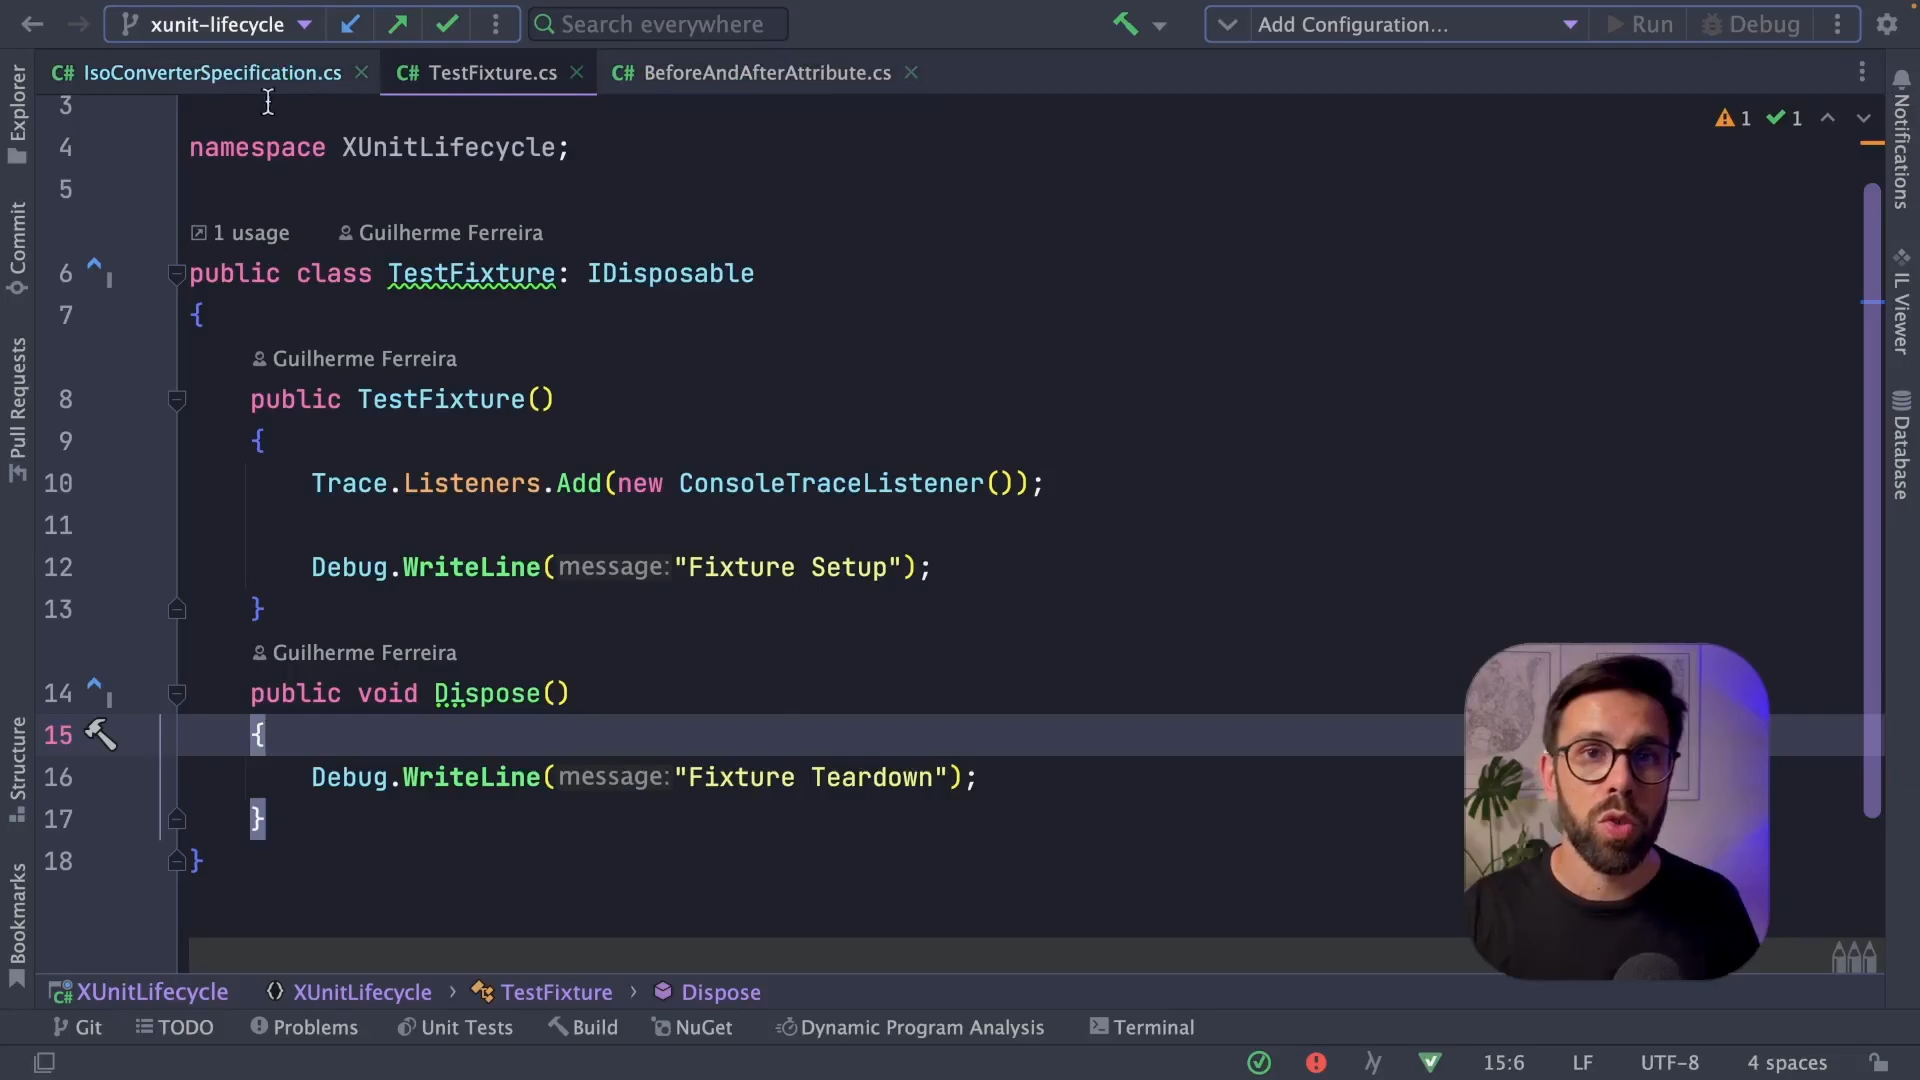 xunit-lifecycle
Search everywhere
Add Configuration...
Run
Debug
C# IsoConverterSpecification.cs
C# TestFixture.cs
C# BeforeAndAfterAttribute.cs
Explorer
Commit
Pull Requests
Structure
Bookmarks
Notifications
IL Viewer
Database
1
1
3
4 namespace XUnitLifecycle;
5
1 usage Guilherme Ferreira
6 public class TestFixture: IDisposable
7 {
Guilherme Ferreira
8 public TestFixture()
9 {
10 Trace.Listeners.Add(new ConsoleTraceListener());
11
12 Debug.WriteLine(message:"Fixture Setup");
13 }
Guilherme Ferreira
14 public void Dispose()
15 {
16 Debug.WriteLine(message:"Fixture Teardown");
17 }
18 }
C# XUnitLifecycle XUnitLifecycle › TestFixture › Dispose
Git TODO Problems Unit Tests Build NuGet Dynamic Program Analysis Terminal
15:6 LF UTF-8 4 spaces